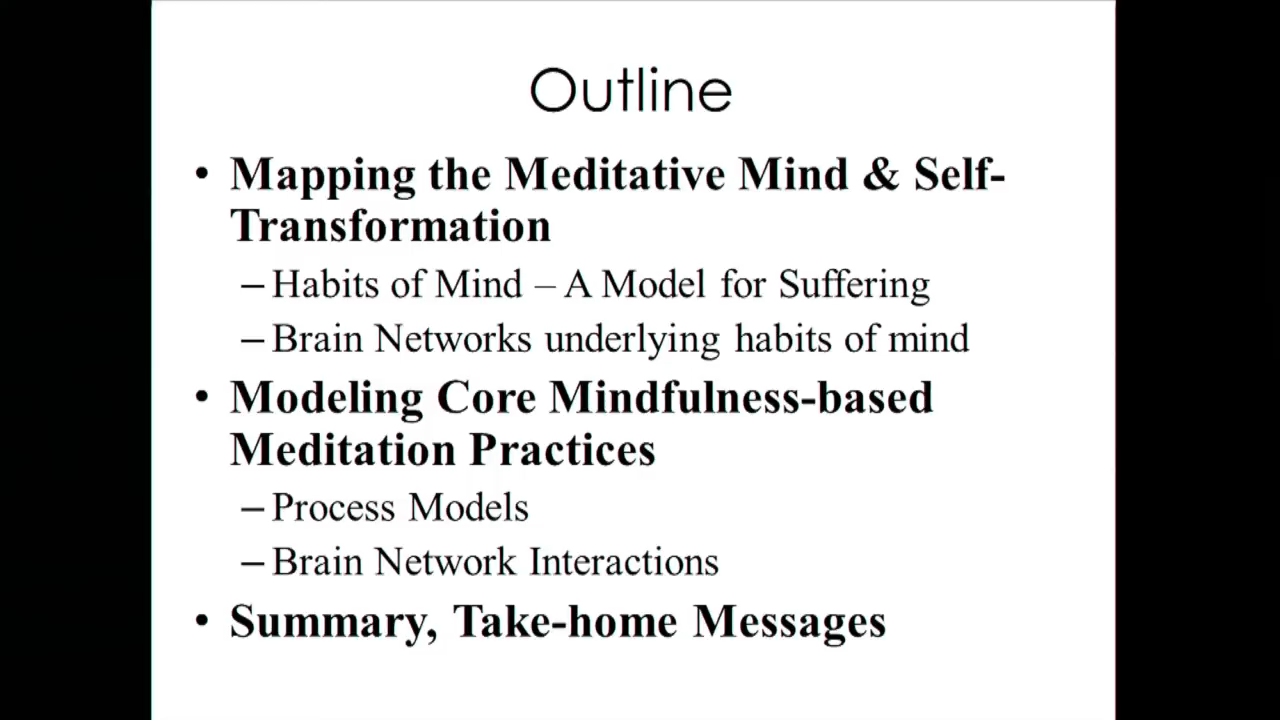 Outline
• Mapping the Meditative Mind & Self-
Transformation
– Habits of Mind – A Model for Suffering
– Brain Networks underlying habits of mind
• Modeling Core Mindfulness-based
Meditation Practices
– Process Models
– Brain Network Interactions
• Summary, Take-home Messages